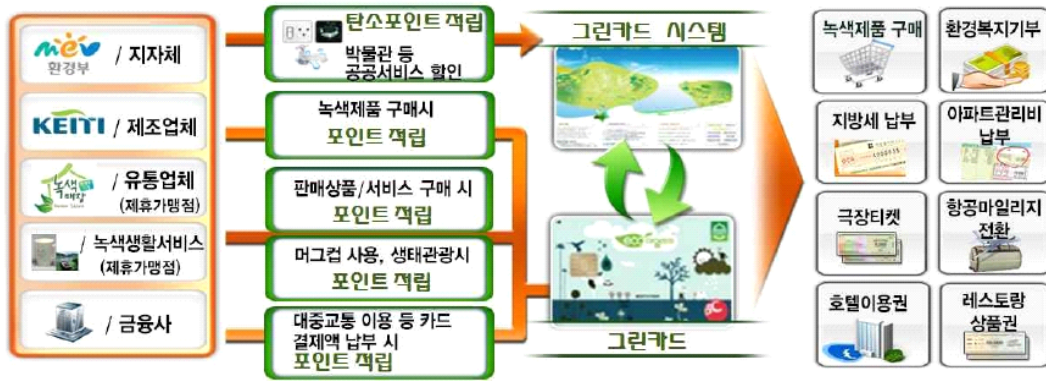 mev
환경부
/ 지자체
KEITI / 제조업체
녹색
매장
/ 유통업체
(제휴가맹점)
/ 녹색생활서비스
(제휴가맹점)
/ 금융사
탄소포인트 적립
박물관 등
공공서비스 할인
녹색제품 구매시
포인트 적립
판매상품/서비스 구매 시
포인트 적립
머그컵 사용, 생태관광시
포인트 적립
대중교통 이용 등 카드
결제액 납부 시
포인트 적립
그린카드 시스템
그린카드
녹색제품 구매
환경복지기부
지방세 납부
아파트관리비
납부
극장티켓
항공마일리지
전환
호텔이용권
레스토랑
상품권